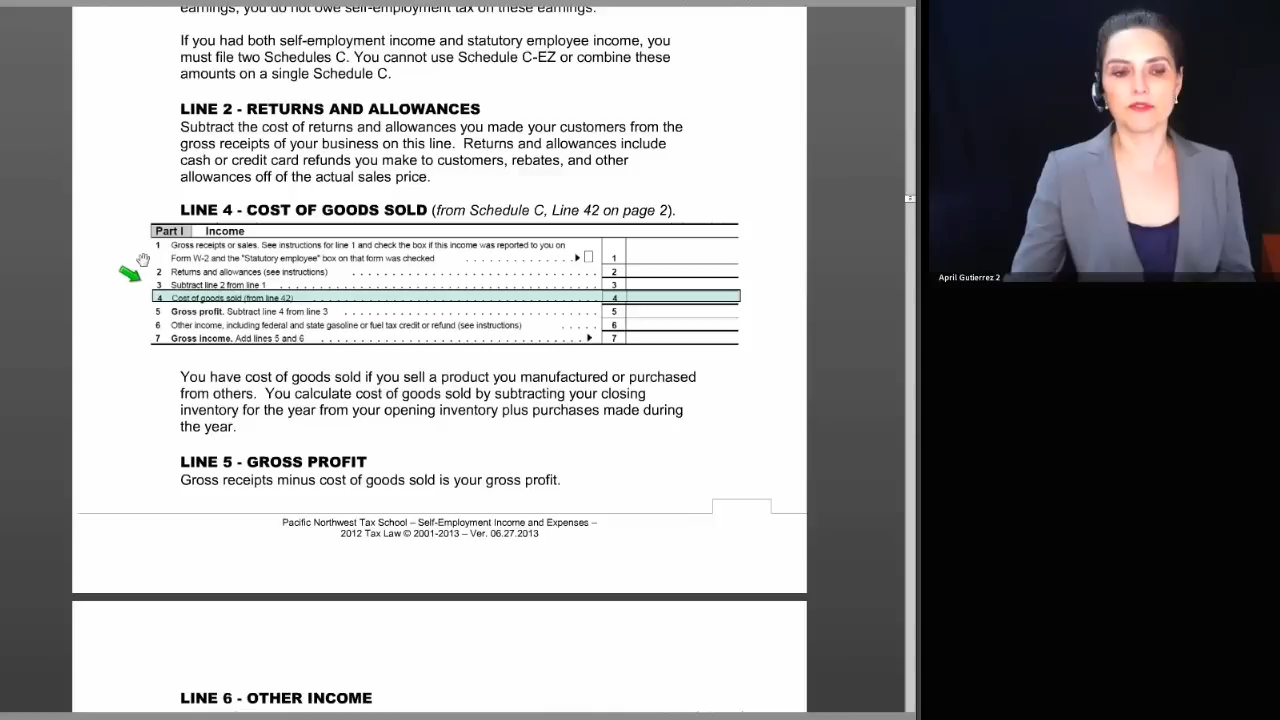 earnings, you do not owe self-employment tax on these earnings.
If you had both self-employment income and statutory employee income, you
must file two Schedules C. You cannot use Schedule C-EZ or combine these
amounts on a single Schedule C.
LINE 2 - RETURNS AND ALLOWANCES
Subtract the cost of returns and allowances you made your customers from the
gross receipts of your business on this line.  Returns and allowances include
cash or credit card refunds you make to customers, rebates, and other
allowances off of the actual sales price.
LINE 4 - COST OF GOODS SOLD (from Schedule C, Line 42 on page 2).
Part I Income
1 Gross receipts or sales. See instructions for line 1 and check the box if this income was reported to you on
Form W-2 and the "Statutory employee" box on that form was checked . . . . . . . . . . ▶ 1
2 Returns and allowances (see instructions) . . . . . . . . . . . . . . . . . . . 2
3 Subtract line 2 from line 1 . . . . . . . . . . . . . . . . . . . . . . . . 3
4 Cost of goods sold (from line 42) . . . . . . . . . . . . . . . . . . . . . . 4
5 Gross profit. Subtract line 4 from line 3 . . . . . . . . . . . . . . . . . . . 5
6 Other income, including federal and state gasoline or fuel tax credit or refund (see instructions) . . . . 6
7 Gross income. Add lines 5 and 6 . . . . . . . . . . . . . . . . . . . . . ▶ 7
You have cost of goods sold if you sell a product you manufactured or purchased
from others.  You calculate cost of goods sold by subtracting your closing
inventory for the year from your opening inventory plus purchases made during
the year.
LINE 5 - GROSS PROFIT
Gross receipts minus cost of goods sold is your gross profit.
Pacific Northwest Tax School – Self-Employment Income and Expenses –
2012 Tax Law © 2001-2013 – Ver. 06.27.2013
LINE 6 - OTHER INCOME
April Gutierrez 2